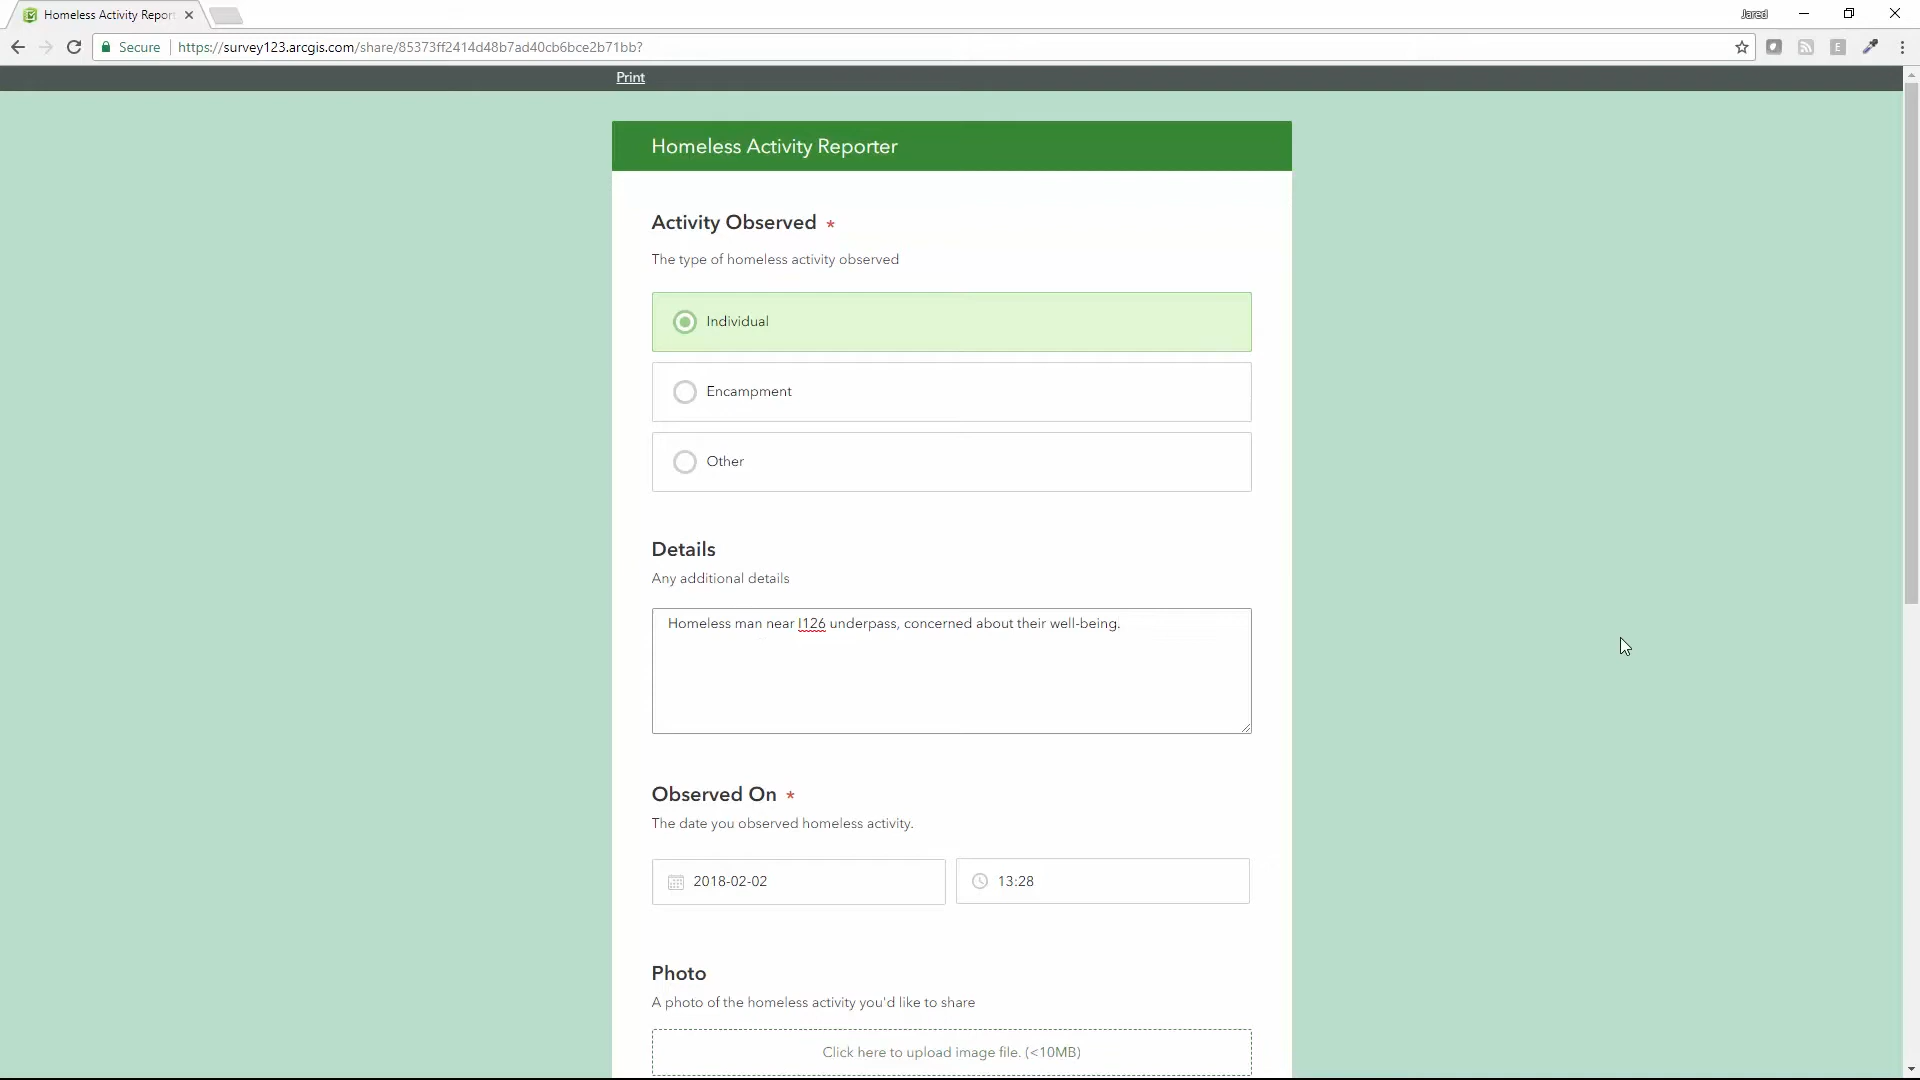 Homeless Activity Report
Jared
Secure
https://survey123.arcgis.com/share/85373ff2414d48b7ad40cb6bce2b71bb?
E
Print
Homeless Activity Reporter
Activity Observed *
The type of homeless activity observed
Individual
Encampment
Other
Details
Any additional details
Homeless man near I126 underpass, concerned about their well-being.
Observed On *
The date you observed homeless activity.
2018-02-02
13:28
Photo
A photo of the homeless activity you'd like to share
Click here to upload image file. (<10MB)